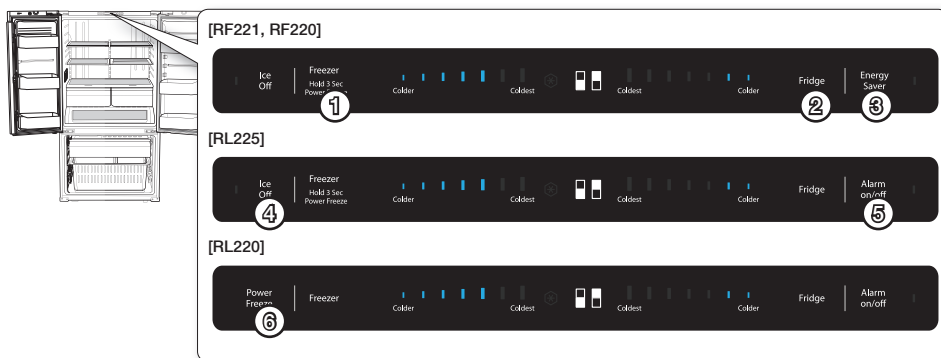 [RF221, RF220]
Ice
Off
Freezer
Hold 3 Sec
Power
1
Colder
Coldest
Coldest
Colder
Fridge
2
Energy
Saver
3
[RL225]
Ice
Off
4
Freezer
Hold 3 Sec
Power Freeze
Colder
Coldest
Coldest
Colder
Fridge
Alarm
on/off
5
[RL220]
Power
Freeze
6
Freezer
Colder
Coldest
Coldest
Colder
Fridge
Alarm
on/off